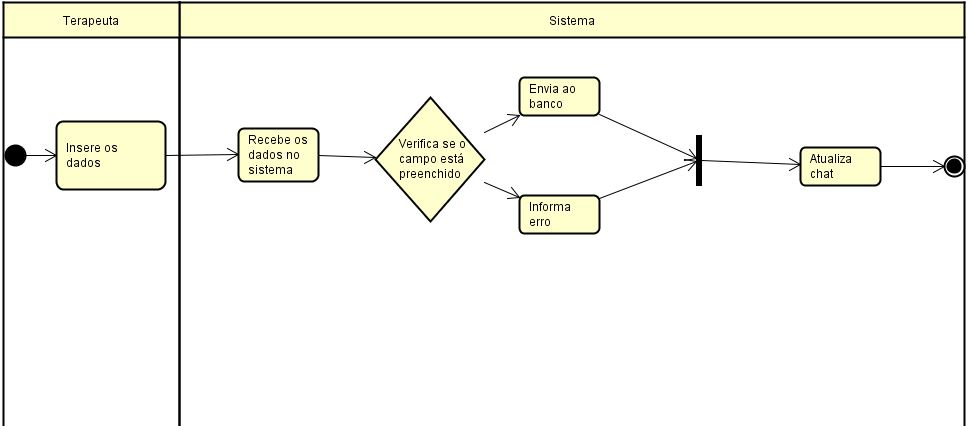 Terapeuta
Sistema
Insere os
dados
Recebe os
dados no
sistema
Verifica se o
campo está
preenchido
Envia ao
banco
Informa
erro
Atualiza
chat